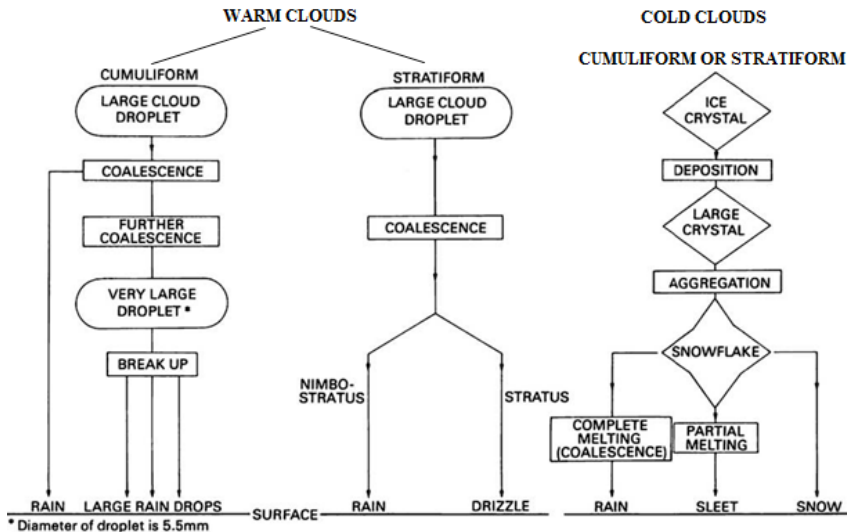 WARM CLOUDS
CUMULIFORM
LARGE CLOUD
DROPLET
COALESCENCE
FURTHER
COALESCENCE
VERY LARGE
DROPLET *
BREAK UP
RAIN
LARGE RAIN DROPS
STRATIFORM
LARGE CLOUD
DROPLET
COALESCENCE
NIMBO-
STRATUS
STRATUS
RAIN
DRIZZLE
COLD CLOUDS
CUMULIFORM OR STRATIFORM
ICE
CRYSTAL
DEPOSITION
LARGE
CRYSTAL
AGGREGATION
SNOWFLAKE
COMPLETE
MELTING
(COALESCENCE)
PARTIAL
MELTING
RAIN
SLEET
SNOW
SURFACE
* Diameter of droplet is 5.5mm